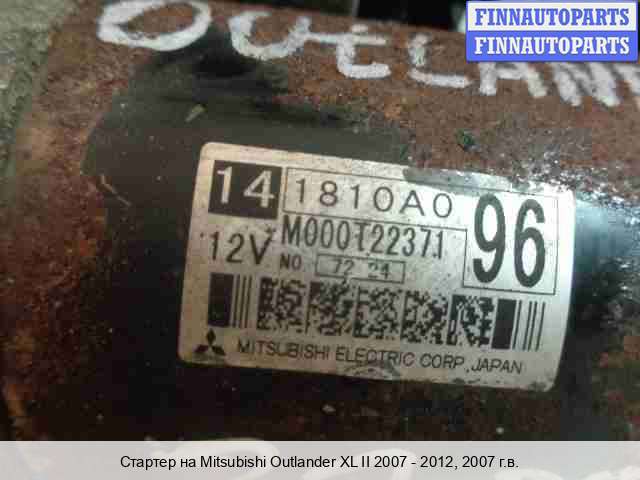 FINNAUTOPARTS
FINNAUTOPARTS
OUTLAN
14 1810A0 96
12V M000T22371
NO. 72 24
MITSUBISHI ELECTRIC CORP. JAPAN
Стартер на Mitsubishi Outlander XL II 2007 - 2012, 2007 г.в.